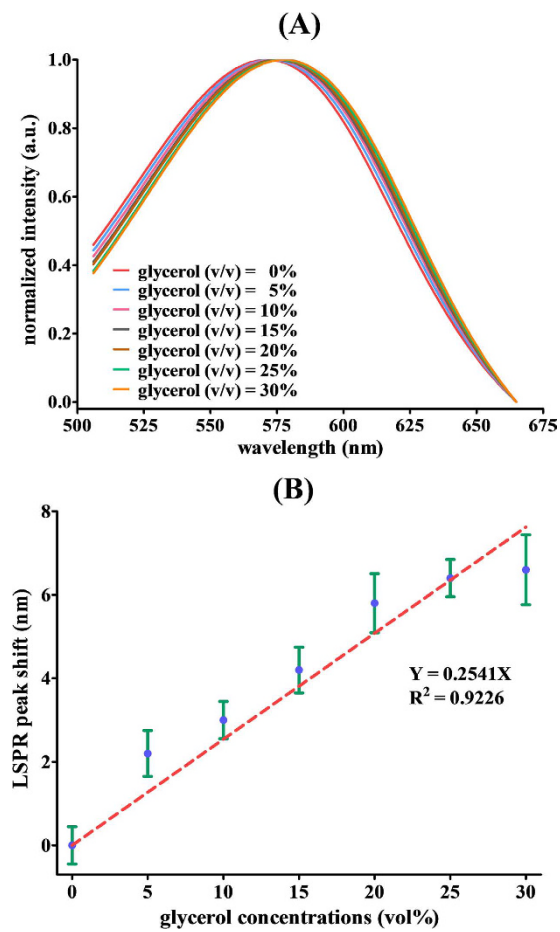 (A)
normalized intensity (a.u.)
1.0
0.8
0.6
0.4
0.2
0.0
glycerol (v/v) = 0%
glycerol (v/v) = 5%
glycerol (v/v) = 10%
glycerol (v/v) = 15%
glycerol (v/v) = 20%
glycerol (v/v) = 25%
glycerol (v/v) = 30%
500 525 550 575 600 625 650 675
wavelength (nm)
(B)
LSPR peak shift (nm)
8
6
4
2
0
Y = 0.2541X
R² = 0.9226
0 5 10 15 20 25 30
glycerol concentrations (vol%)